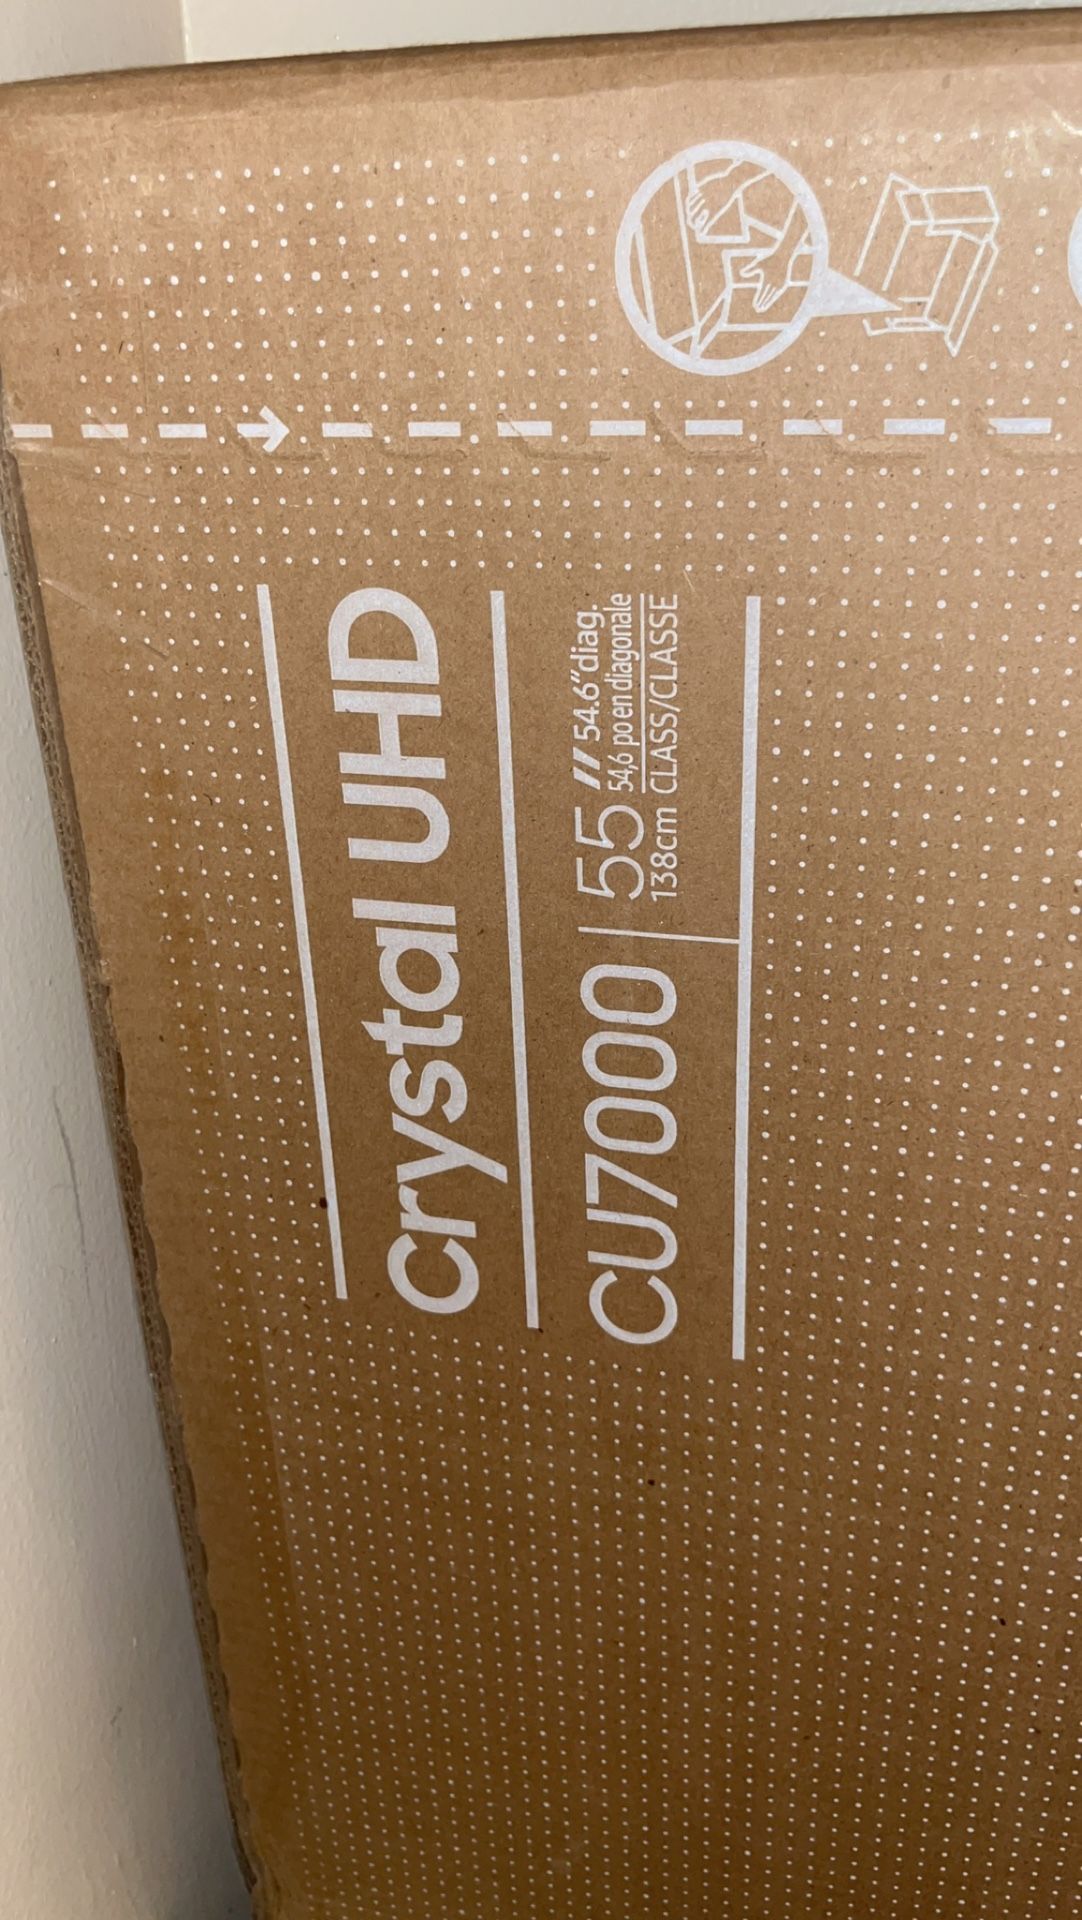 Crystal UHD
CU7000 55" 54.6"diag.
54,6 po en diagonale
138cm CLASS/CLASSE